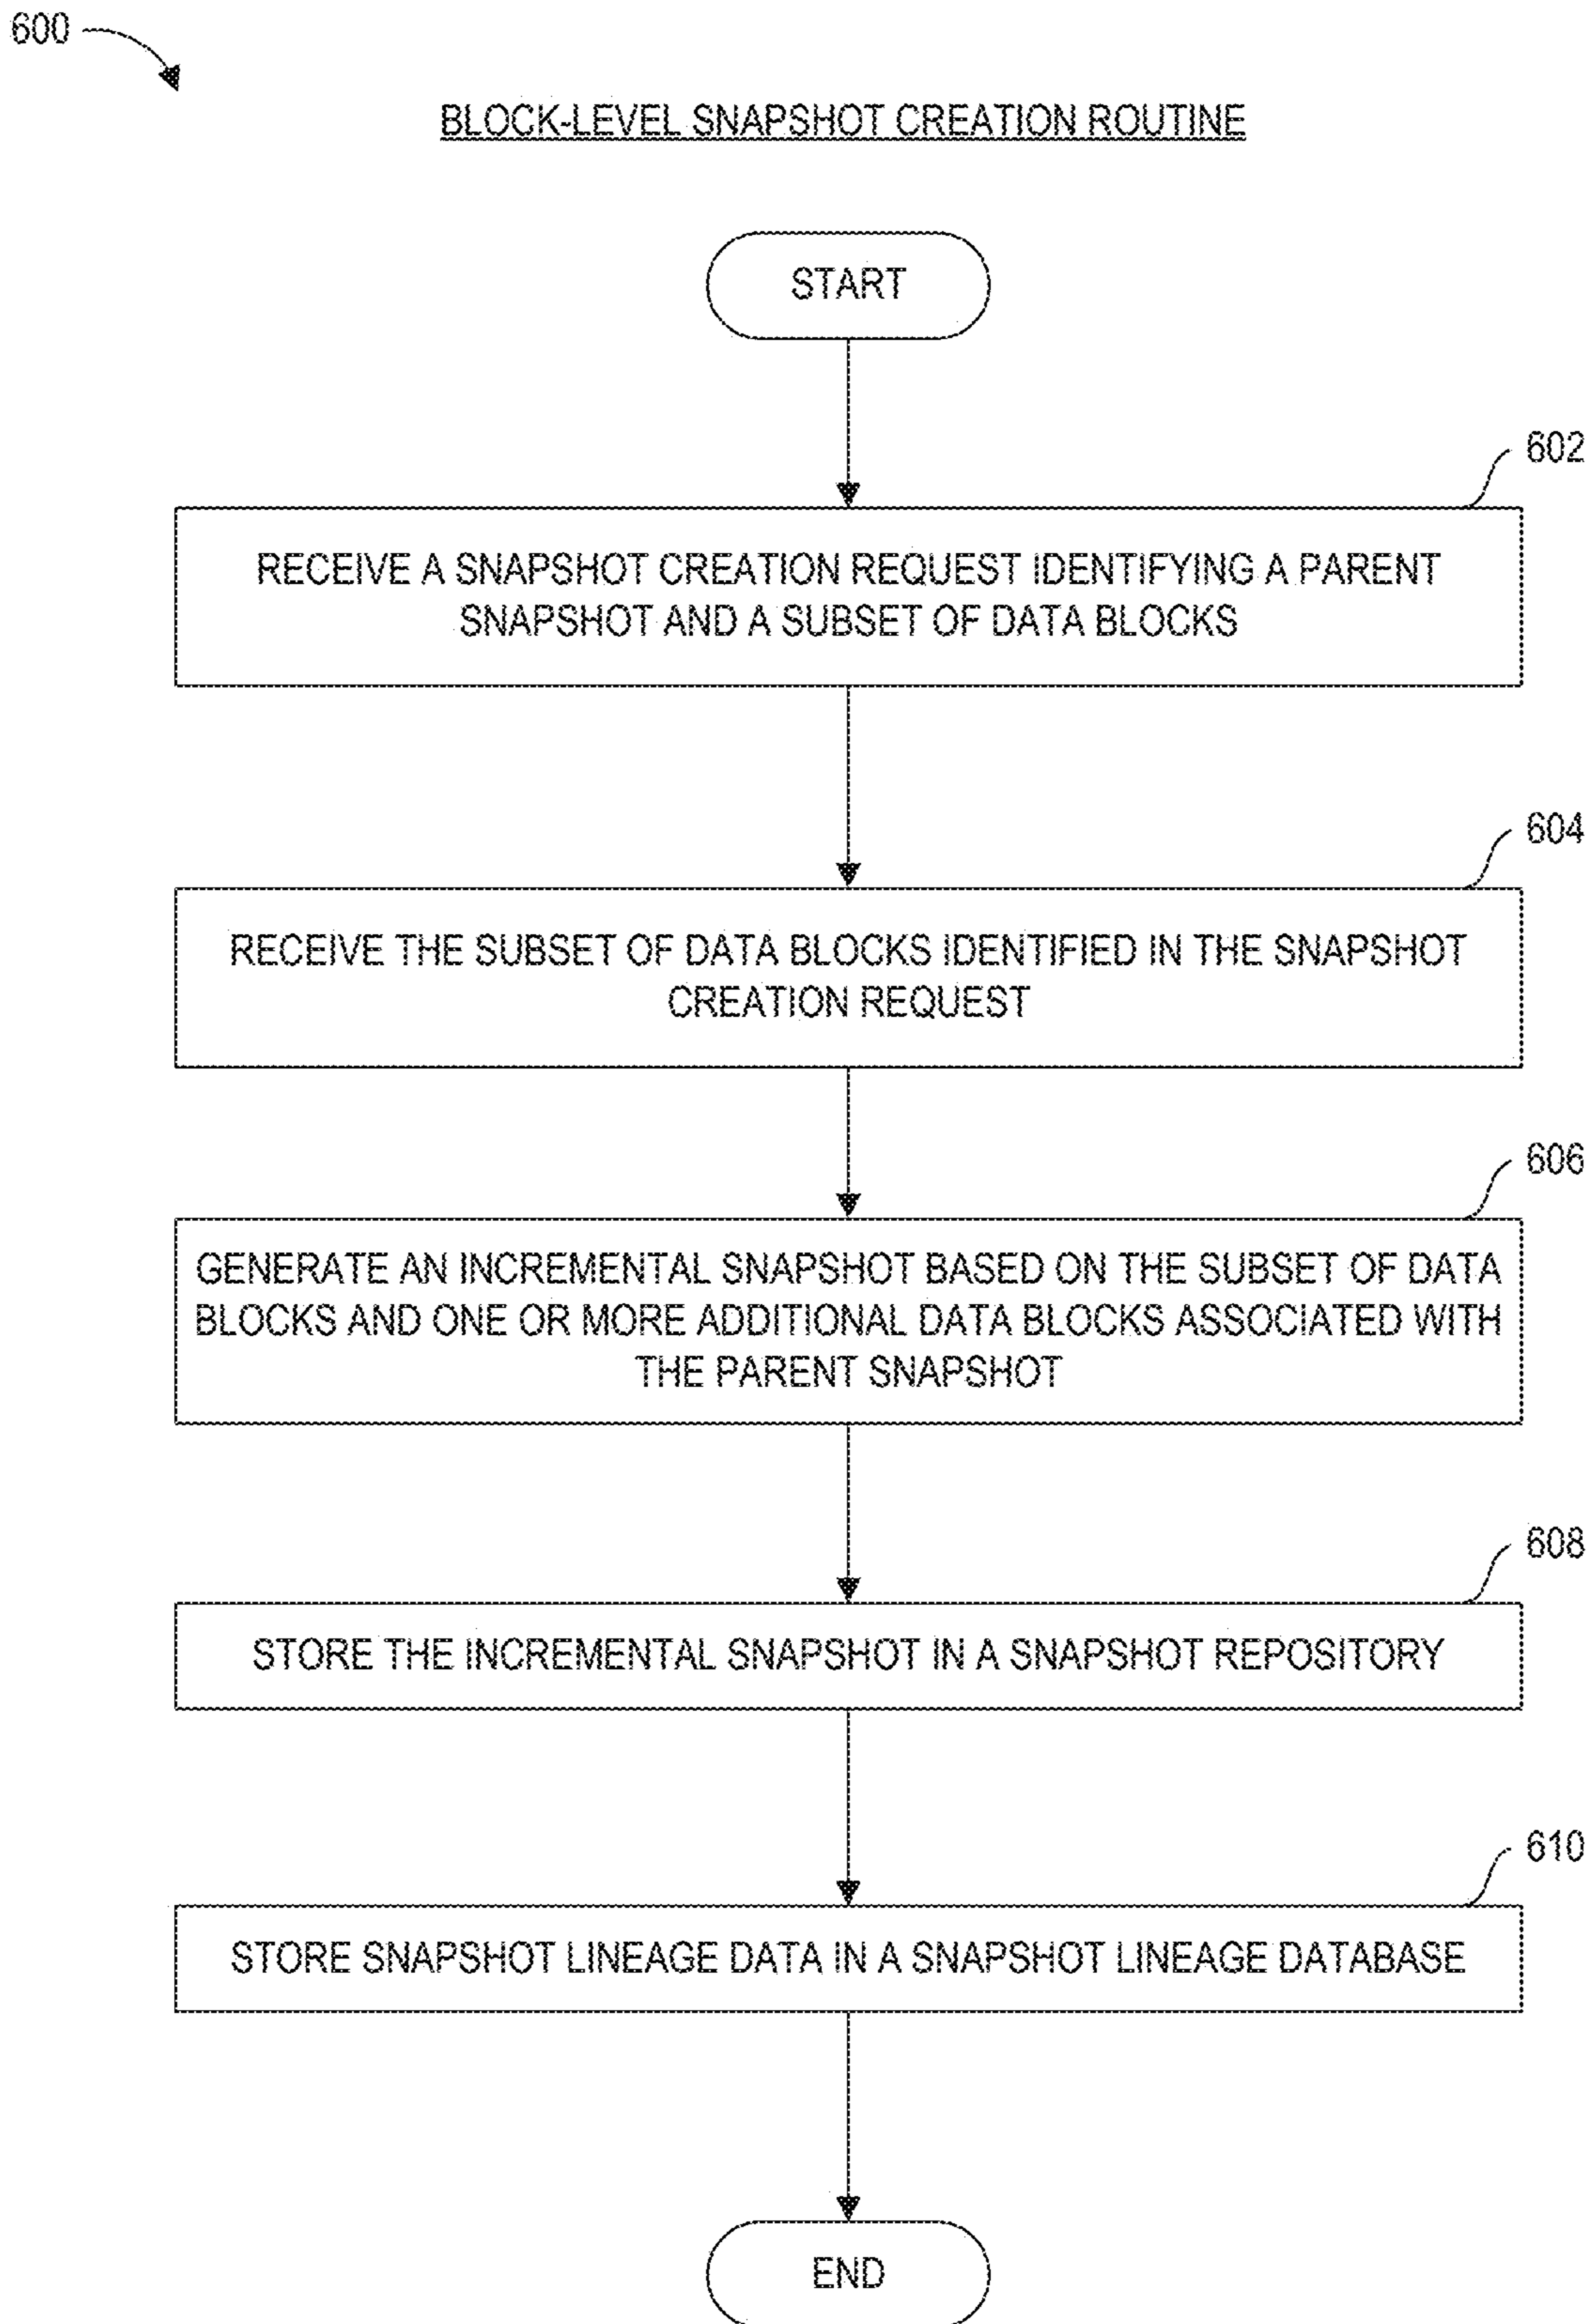 600
BLOCK-LEVEL SNAPSHOT CREATION ROUTINE
START
602
RECEIVE A SNAPSHOT CREATION REQUEST IDENTIFYING A PARENT
SNAPSHOT AND A SUBSET OF DATA BLOCKS
604
RECEIVE THE SUBSET OF DATA BLOCKS IDENTIFIED IN THE SNAPSHOT
CREATION REQUEST
606
GENERATE AN INCREMENTAL SNAPSHOT BASED ON THE SUBSET OF DATA
BLOCKS AND ONE OR MORE ADDITIONAL DATA BLOCKS ASSOCIATED WITH
THE PARENT SNAPSHOT
608
STORE THE INCREMENTAL SNAPSHOT IN A SNAPSHOT REPOSITORY
610
STORE SNAPSHOT LINEAGE DATA IN A SNAPSHOT LINEAGE DATABASE
END